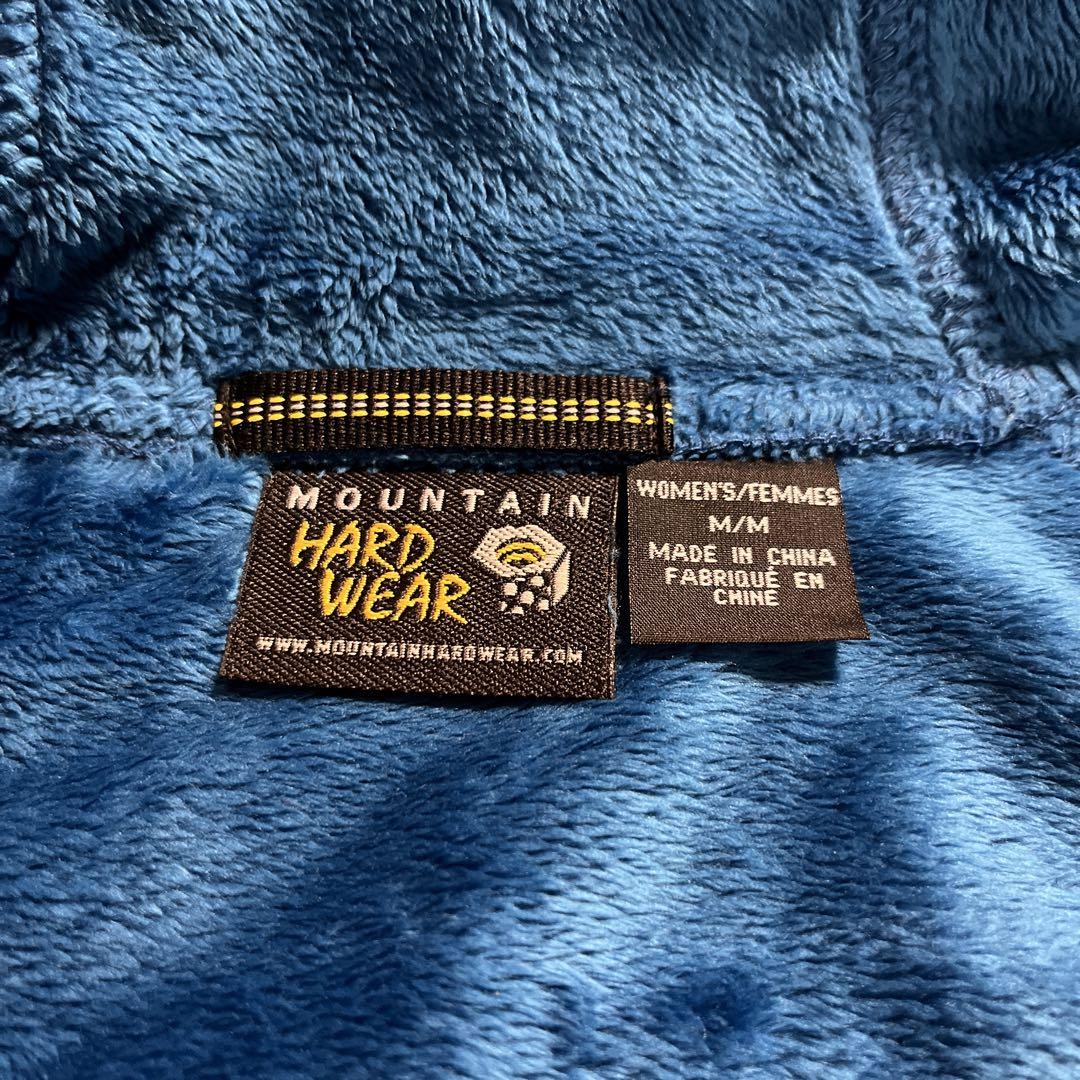 MOUNTAIN
HARD
WEAR
WWW.MOUNTAINHARDWEAR.COM
WOMEN'S/FEMMES
M/M
MADE IN CHINA
FABRIQUÉ EN
CHINE